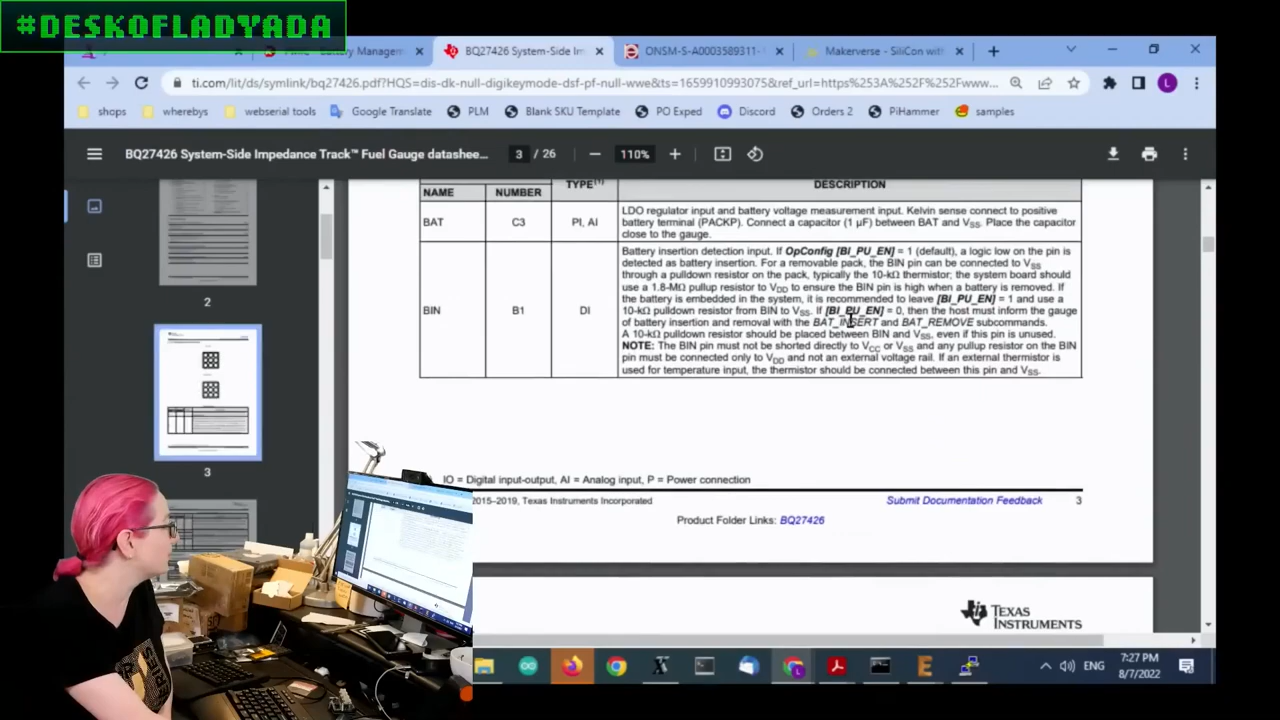 #DESKOFLADYADA
Battery Managem...
BQ27426 System-Side Im
ONSM-S-A0003589311-
Makerverse - SiliCon with
ti.com/lit/ds/symlink/bq27426.pdf?HQS=dis-dk-null-digikeymode-dsf-pf-null-wwe&ts=1659910993075&ref_url=https%253A%252F%252Fwww...
shops
wherebys
webserial tools
Google Translate
PLM
Blank SKU Template
PO Exped
Discord
Orders 2
PiHammer
samples
BQ27426 System-Side Impedance Track™ Fuel Gauge datashee...
3 / 26
110%
2
3
NAME
NUMBER
TYPE(1)
DESCRIPTION
BAT
C3
PI, AI
LDO regulator input and battery voltage measurement input. Kelvin sense connect to positive
battery terminal (PACKP). Connect a capacitor (1 µF) between BAT and VSS. Place the capacitor
close to the gauge.
BIN
B1
DI
Battery insertion detection input. If OpConfig [BI_PU_EN] = 1 (default), a logic low on the pin is
detected as battery insertion. For a removable pack, the BIN pin can be connected to VSS
through a pulldown resistor on the pack, typically the 10-kΩ thermistor; the system board should
use a 1.8-MΩ pullup resistor to VDD to ensure the BIN pin is high when a battery is removed. If
the battery is embedded in the system, it is recommended to leave [BI_PU_EN] = 1 and use a
10-kΩ pulldown resistor from BIN to VSS. If [BI_PU_EN] = 0, then the host must inform the gauge
of battery insertion and removal with the BAT_INSERT and BAT_REMOVE subcommands.
A 10-kΩ pulldown resistor should be placed between BIN and VSS, even if this pin is unused.
NOTE: The BIN pin must not be shorted directly to VCC or VSS and any pullup resistor on the BIN
pin must be connected only to VDD and not an external voltage rail. If an external thermistor is
used for temperature input, the thermistor should be connected between this pin and VSS.
IO = Digital input-output, AI = Analog input, P = Power connection
2015–2019, Texas Instruments Incorporated
Submit Documentation Feedback
3
Product Folder Links: BQ27426
TEXAS
INSTRUMENTS
ENG
7:27 PM
8/7/2022